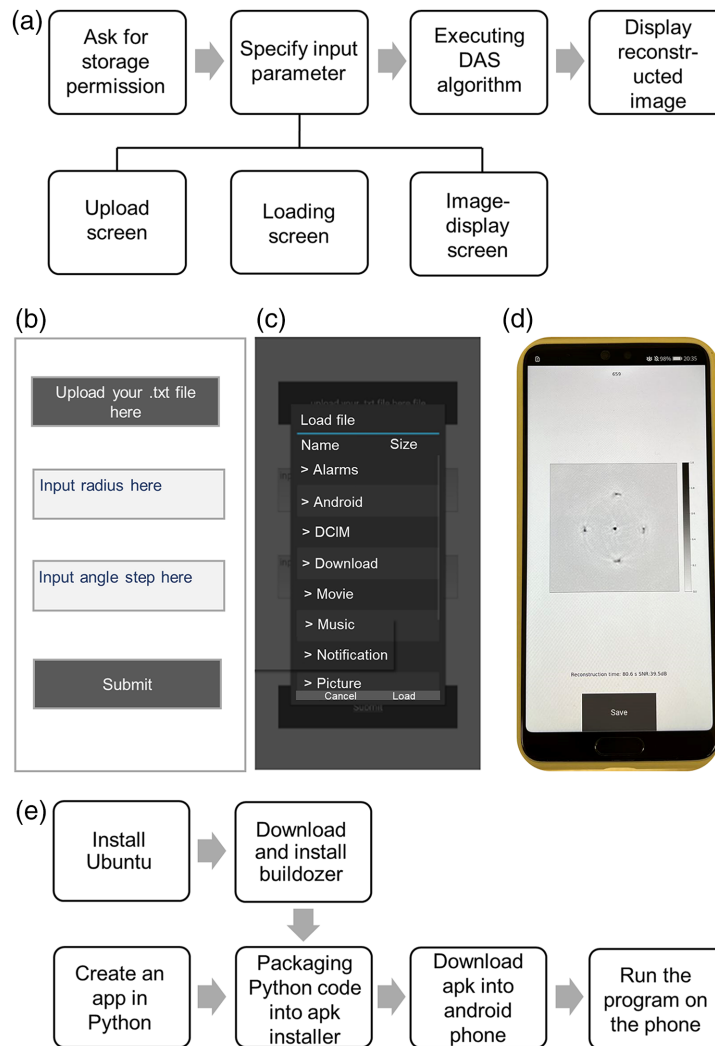 (a)
Ask for
storage
permission
Specify input
parameter
Executing
DAS
algorithm
Display
reconstr-
ucted
image
Upload
screen
Loading
screen
Image-
display
screen
(b)
Upload your .txt file
here
Input radius here
Input angle step here
Submit
(c)
Load file
Name Size
> Alarms
> Android
> DCIM
> Download
> Movie
> Music
> Notification
> Picture
Cancel Load
(d)
98% 20:35
659
Reconstruction time: 80.6 s SNR:39.5dB
Save
(e)
Install
Ubuntu
Download
and install
buildozer
Create an
app in
Python
Packaging
Python code
into apk
installer
Download
apk into
android
phone
Run the
program on
the phone